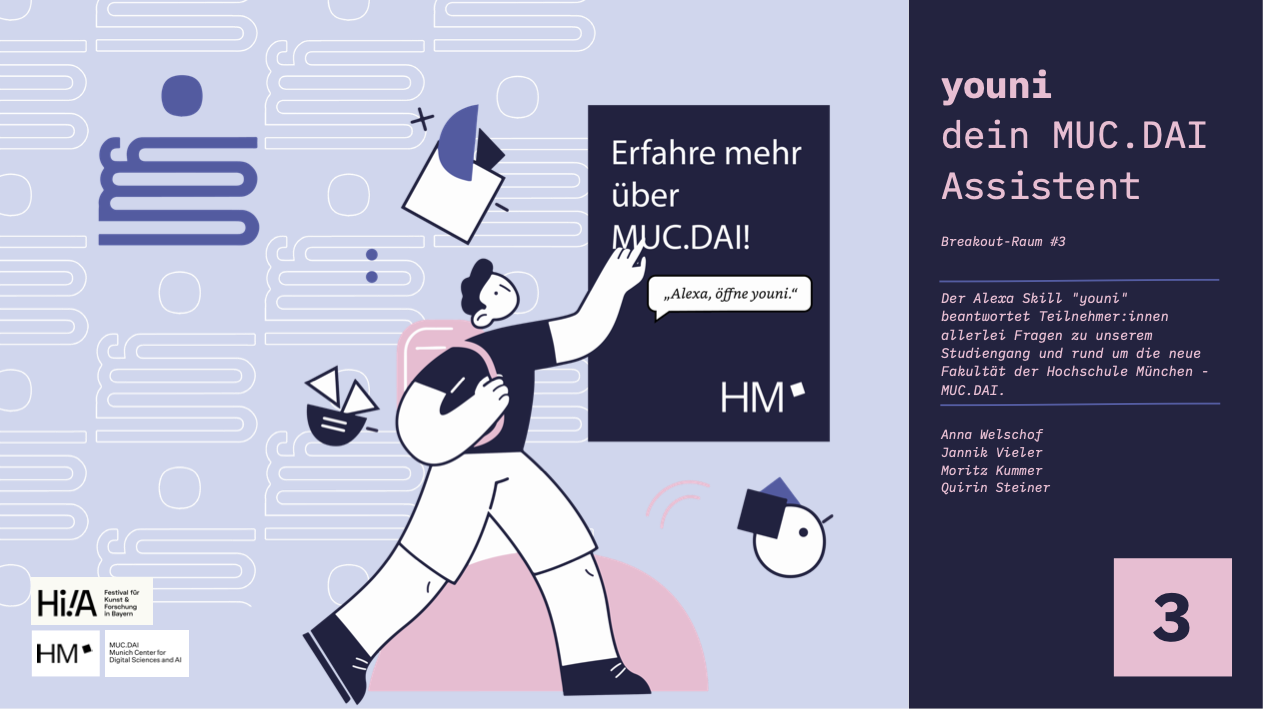 Erfahre mehr
über
MUC.DAI!
„Alexa, öffne youni.“
HM
Hi!A
Festival für
Kunst &
Forschung
in Bayern
HM
MUC.DAI
Munich Center for
Digital Sciences and AI
youni
dein MUC.DAI
Assistent
Breakout-Raum #3
Der Alexa Skill "youni"
beantwortet Teilnehmer:innen
allerlei Fragen zu unserem
Studiengang und rund um die neue
Fakultät der Hochschule München -
MUC.DAI.
Anna Welschof
Jannik Vieler
Moritz Kummer
Quirin Steiner
3